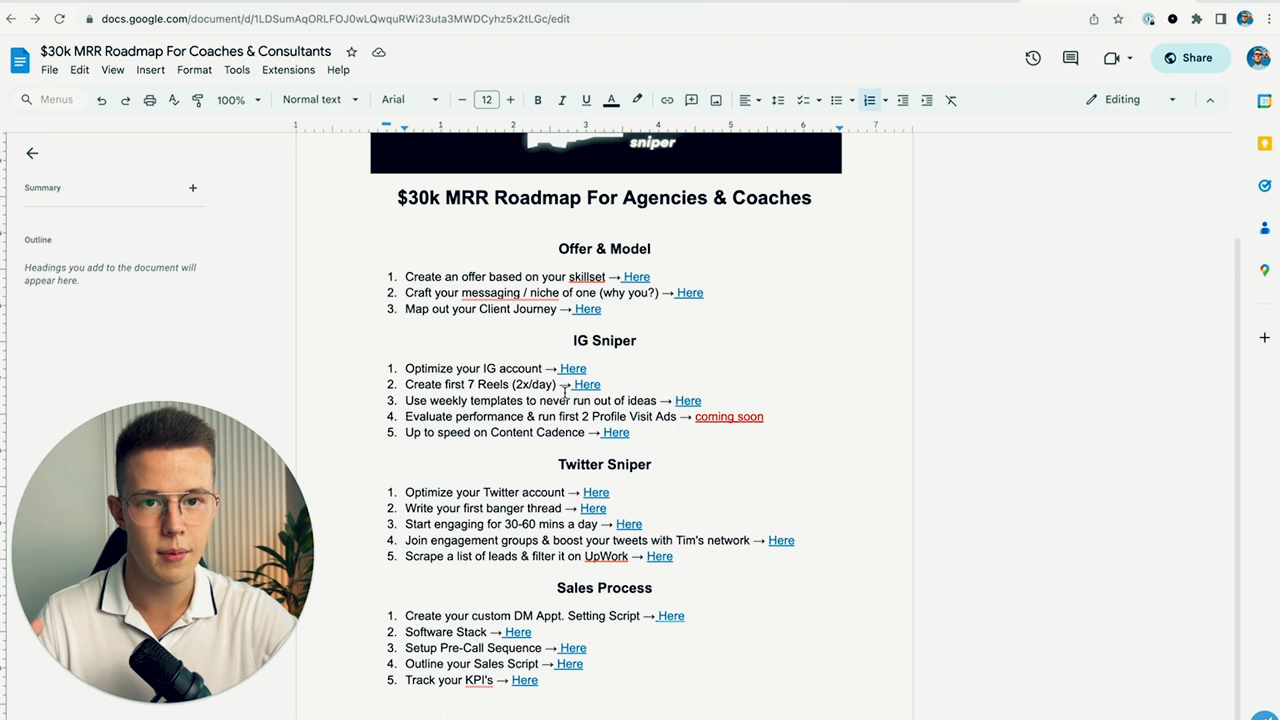 docs.google.com/document/d/1LDSumAqORLFOJ0wLQwquRWi23uta3MWDCyhz5x2tLGc/edit
$30k MRR Roadmap For Coaches & Consultants
File Edit View Insert Format Tools Extensions Help
Share
Menus 100% Normal text Arial 12 Editing
1 1 2 3 4 5 6 7
sniper
Summary
Outline
Headings you add to the document will
appear here.
$30k MRR Roadmap For Agencies & Coaches
Offer & Model
1. Create an offer based on your skillset → Here
2. Craft your messaging / niche of one (why you?) → Here
3. Map out your Client Journey → Here
IG Sniper
1. Optimize your IG account → Here
2. Create first 7 Reels (2x/day) → Here
3. Use weekly templates to never run out of ideas → Here
4. Evaluate performance & run first 2 Profile Visit Ads → coming soon
5. Up to speed on Content Cadence → Here
Twitter Sniper
1. Optimize your Twitter account → Here
2. Write your first banger thread → Here
3. Start engaging for 30-60 mins a day → Here
4. Join engagement groups & boost your tweets with Tim's network → Here
5. Scrape a list of leads & filter it on UpWork → Here
Sales Process
1. Create your custom DM Appt. Setting Script → Here
2. Software Stack → Here
3. Setup Pre-Call Sequence → Here
4. Outline your Sales Script → Here
5. Track your KPI's → Here